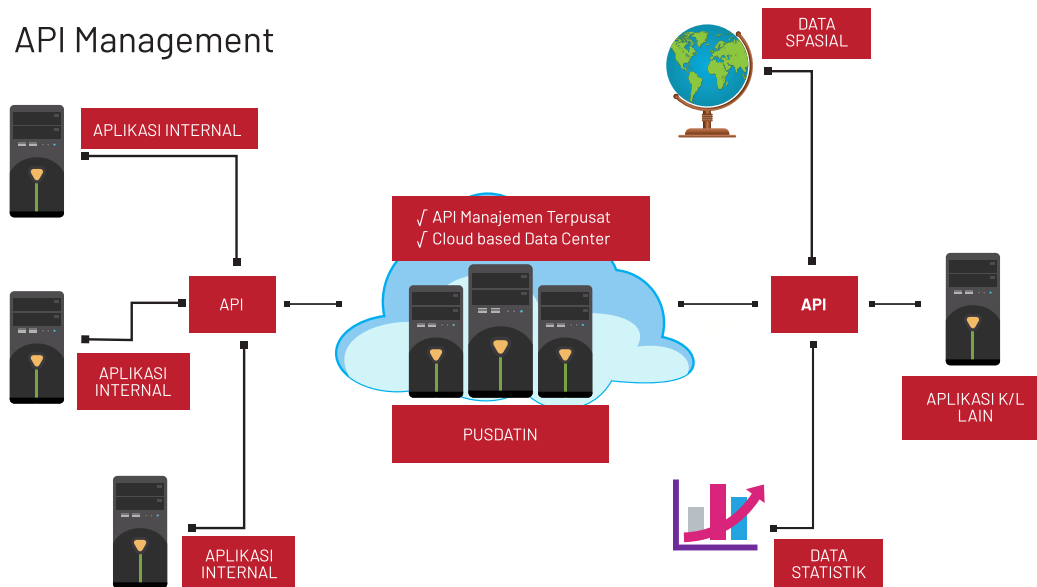 API Management
DATA
SPASIAL
APLIKASI INTERNAL
√ API Manajemen Terpusat
√ Cloud based Data Center
API
API
APLIKASI
INTERNAL
APLIKASI K/L
LAIN
PUSDATIN
APLIKASI
INTERNAL
DATA
STATISTIK